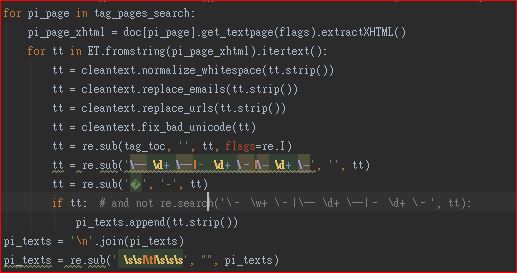 for pi_page in tag_pages_search:
pi_page_xhtml = doc[pi_page].get_textpage(flags).extractXHTML()
for tt in ET.fromstring(pi_page_xhtml).itertext():
tt = cleantext.normalize_whitespace(tt.strip())
tt = cleantext.replace_emails(tt.strip())
tt = cleantext.replace_urls(tt.strip())
tt = cleantext.fix_bad_unicode(tt)
tt = re.sub(tag_toc, '', tt, flags=re.I)
tt = re.sub('\— \d+ \—|- \d+ \-|\- \d+ \-', '', tt)
tt = re.sub('�', '-', tt)
if tt: # and not re.search('\- \w+ \-|\— \d+ \—|- \d+ \-', tt):
pi_texts.append(tt.strip())
pi_texts = '\n'.join(pi_texts)
pi_texts = re.sub(' \s\s|\t|\s\s\s', "", pi_texts)